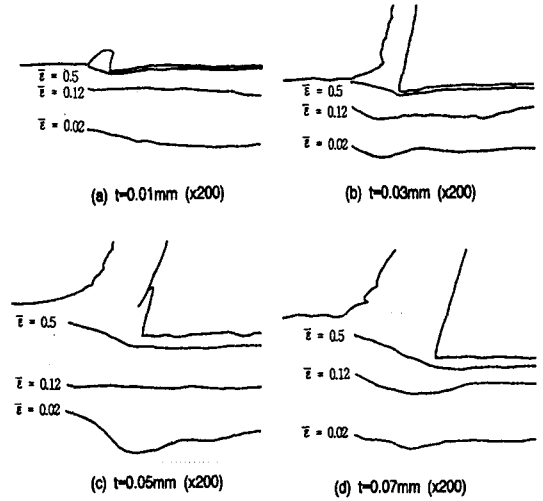 ε̄ = 0.5
ε̄ = 0.12
ε̄ = 0.02
(a) t=0.01mm (x200)
ε̄ = 0.5
ε̄ = 0.12
ε̄ = 0.02
(b) t=0.03mm (x200)
ε̄ = 0.5
ε̄ = 0.12
ε̄ = 0.02
(c) t=0.05mm (x200)
ε̄ = 0.5
ε̄ = 0.12
ε̄ = 0.02
(d) t=0.07mm (x200)